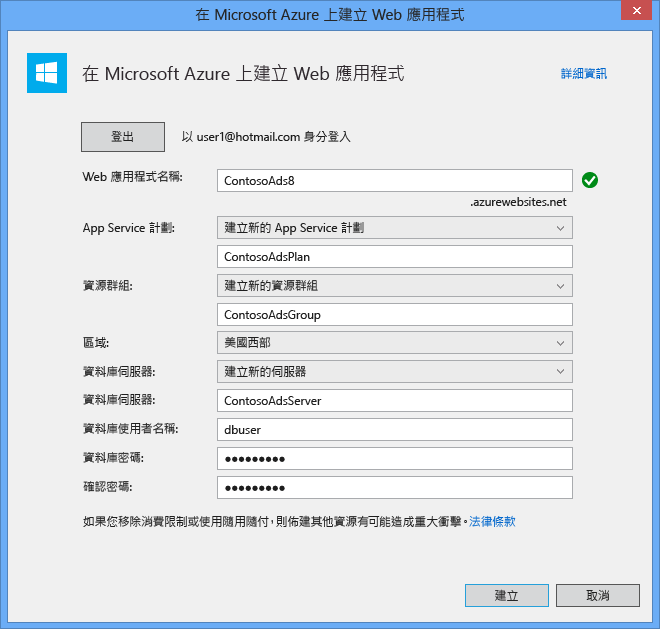 在 Microsoft Azure 上建立 Web 應用程式
在 Microsoft Azure 上建立 Web 應用程式 詳細資訊
登出 以 user1@hotmail.com 身分登入
Web 應用程式名稱: ContosoAds8
.azurewebsites.net
App Service 計劃: 建立新的 App Service 計劃
ContosoAdsPlan
資源群組: 建立新的資源群組
ContosoAdsGroup
區域: 美國西部
資料庫伺服器: 建立新的伺服器
資料庫伺服器: ContosoAdsServer
資料庫使用者名稱: dbuser
資料庫密碼: ●●●●●●●●●
確認密碼: ●●●●●●●●●
如果您移除消費限制或使用隨用隨付，則佈建其他資源有可能造成重大衝擊。法律條款
建立 取消